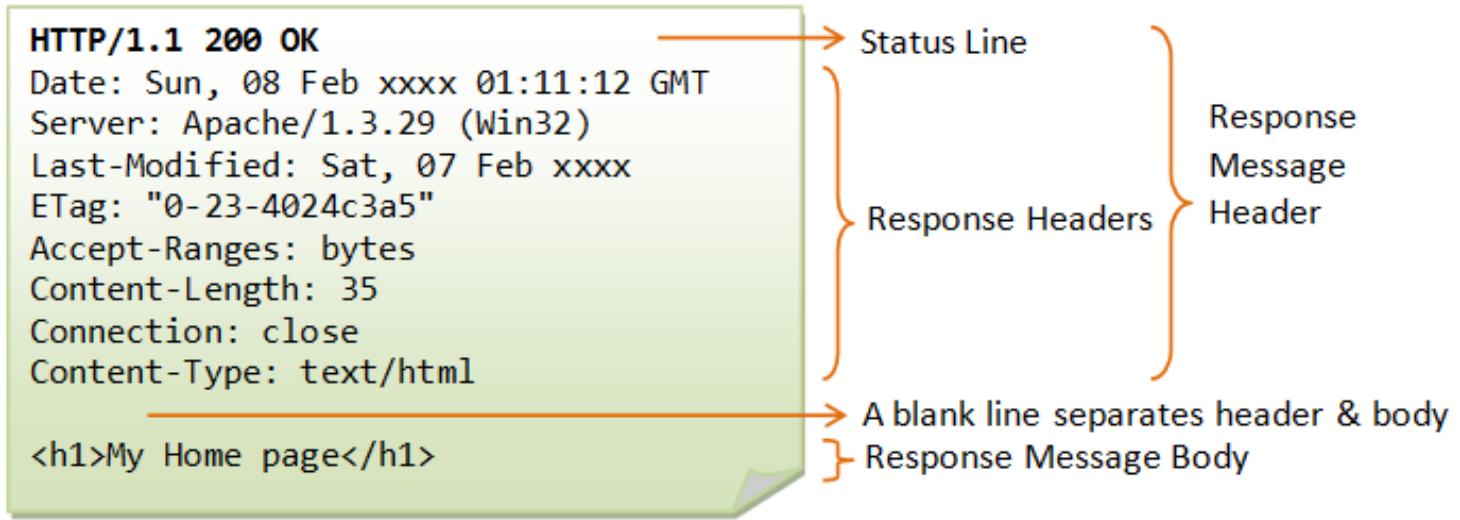 HTTP/1.1 200 OK
Date: Sun, 08 Feb xxxx 01:11:12 GMT
Server: Apache/1.3.29 (Win32)
Last-Modified: Sat, 07 Feb xxxx
ETag: "0-23-4024c3a5"
Accept-Ranges: bytes
Content-Length: 35
Connection: close
Content-Type: text/html
<h1>My Home page</h1>
Status Line
Response Headers
Response
Message
Header
A blank line separates header & body
Response Message Body